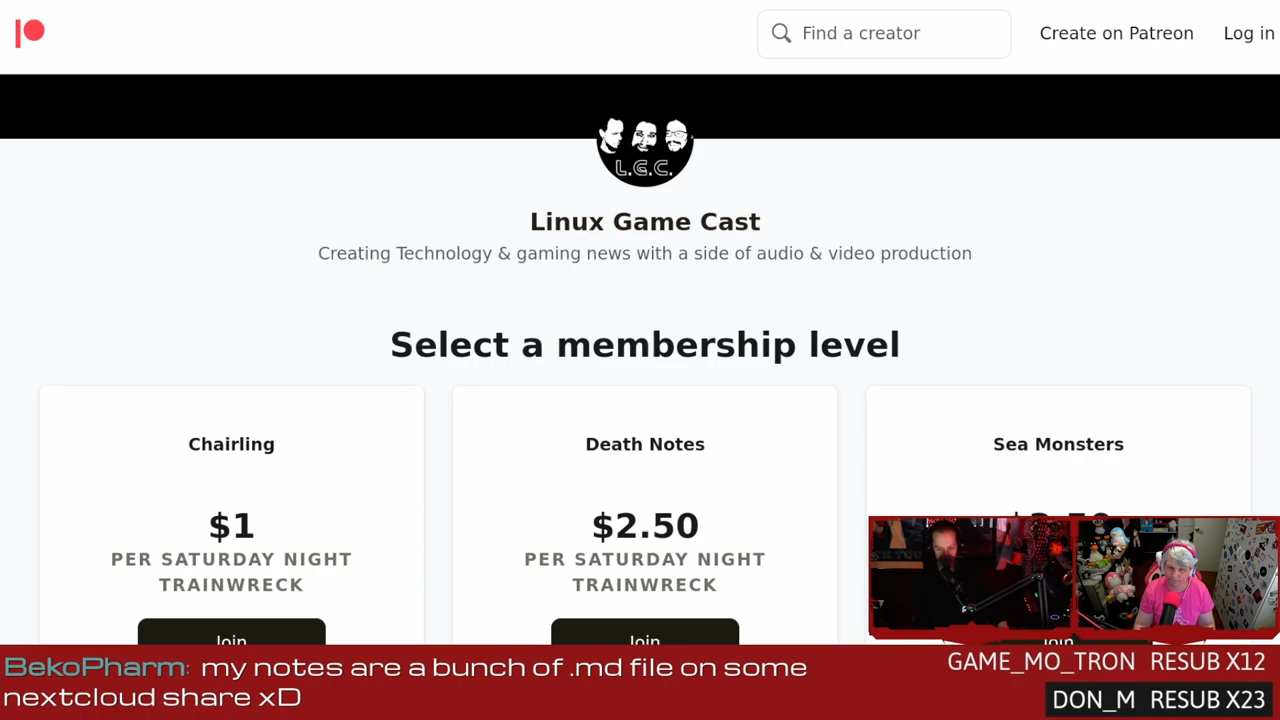 Find a creator
Create on Patreon
Log in
L.G.C.
Linux Game Cast
Creating Technology & gaming news with a side of audio & video production
Select a membership level
Chairling
$1
PER SATURDAY NIGHT
TRAINWRECK
Join
Death Notes
$2.50
PER SATURDAY NIGHT
TRAINWRECK
Join
Sea Monsters
Join
BekoPharm: my notes are a bunch of .md file on some
nextcloud share xD
GAME_MO_TRON RESUB X12
DON_M RESUB X23